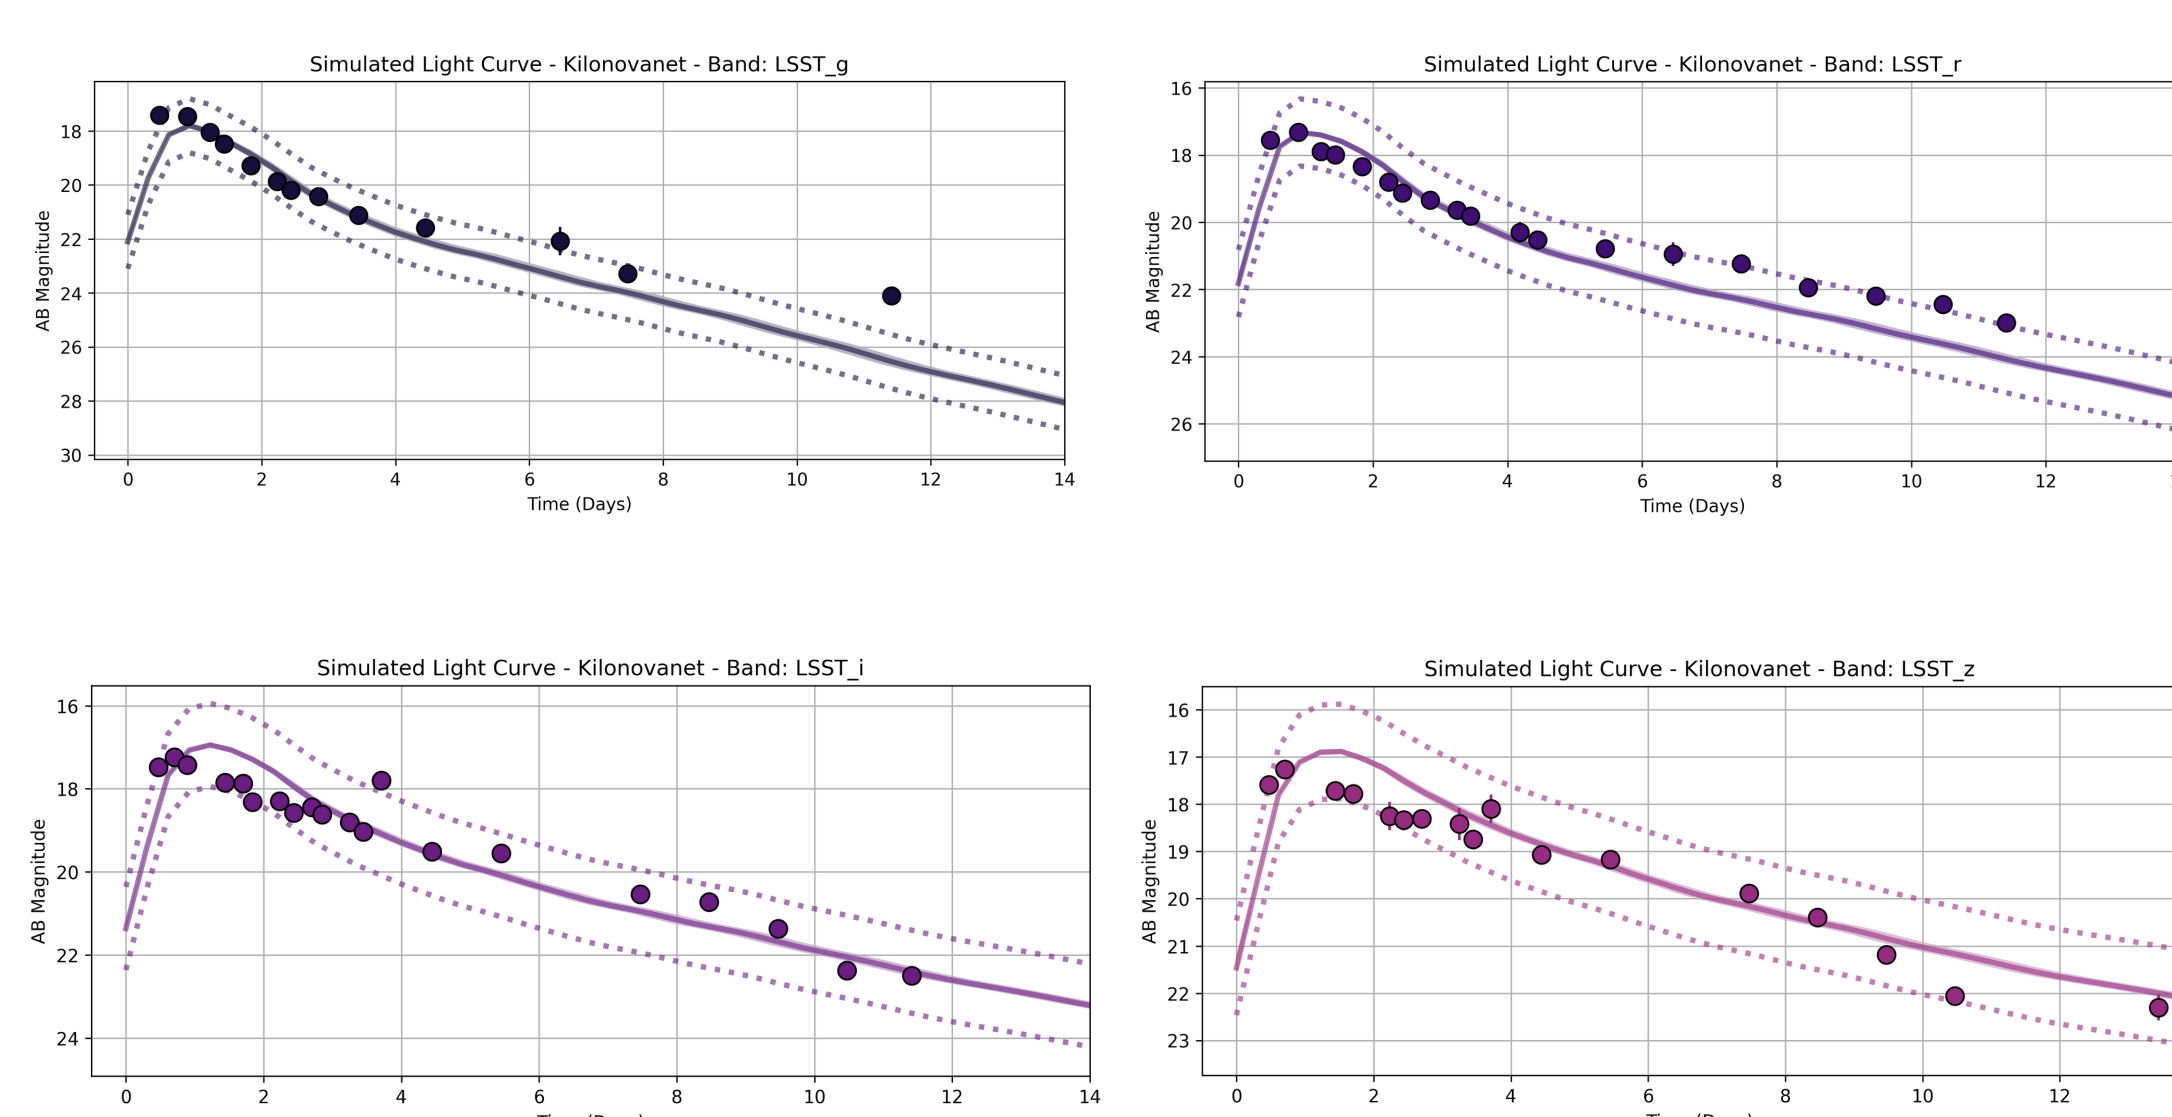 Simulated Light Curve - Kilonovanet - Band: LSST_g
AB Magnitude
18
20
22
24
26
28
30
0 2 4 6 8 10 12 14
Time (Days)
Simulated Light Curve - Kilonovanet - Band: LSST_r
AB Magnitude
16
18
20
22
24
26
0 2 4 6 8 10 12
Time (Days)
Simulated Light Curve - Kilonovanet - Band: LSST_i
AB Magnitude
16
18
20
22
24
0 2 4 6 8 10 12 14
Time (Days)
Simulated Light Curve - Kilonovanet - Band: LSST_z
AB Magnitude
16
17
18
19
20
21
22
23
0 2 4 6 8 10 12
Time (Days)